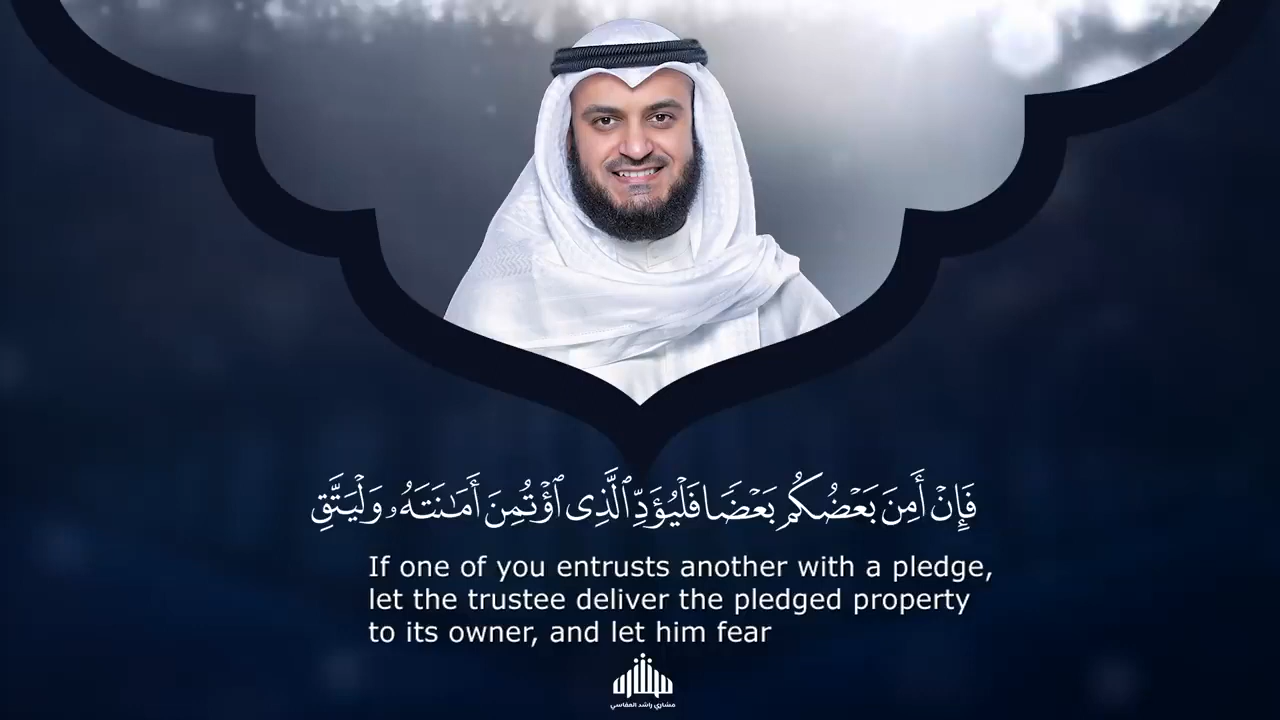 فَإِنْ أَمِنَ بَعْضُكُم بَعْضًا فَلْيُؤَدِّ ٱلَّذِى ٱؤْتُمِنَ أَمَـٰنَتَهُۥ وَلْيَتَّقِ
If one of you entrusts another with a pledge,
let the trustee deliver the pledged property
to its owner, and let him fear
مشاري راشد العفاسي